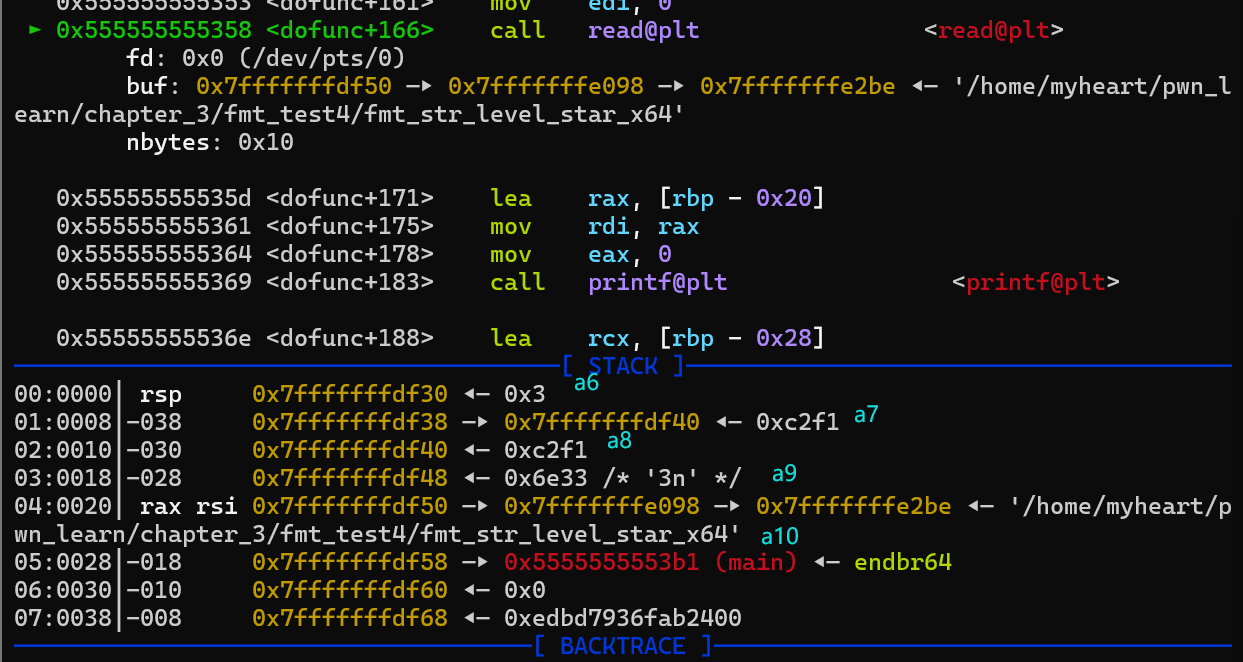 0x555555555353 <dofunc+161> mov edi, 0
► 0x555555555358 <dofunc+166> call read@plt <read@plt>
fd: 0x0 (/dev/pts/0)
buf: 0x7fffffffdf50 —▸ 0x7fffffffe098 —▸ 0x7fffffffe2be ◂— '/home/myheart/pwn_l
earn/chapter_3/fmt_test4/fmt_str_level_star_x64'
nbytes: 0x10
0x55555555535d <dofunc+171> lea rax, [rbp - 0x20]
0x555555555361 <dofunc+175> mov rdi, rax
0x555555555364 <dofunc+178> mov eax, 0
0x555555555369 <dofunc+183> call printf@plt <printf@plt>
0x55555555536e <dofunc+188> lea rcx, [rbp - 0x28]
[ STACK ]
00:0000│ rsp 0x7fffffffdf30 ◂— 0x3 a6
01:0008│-038 0x7fffffffdf38 —▸ 0x7fffffffdf40 ◂— 0xc2f1 a7
02:0010│-030 0x7fffffffdf40 ◂— 0xc2f1 a8
03:0018│-028 0x7fffffffdf48 ◂— 0x6e33 /* '3n' */ a9
04:0020│ rax rsi 0x7fffffffdf50 —▸ 0x7fffffffe098 —▸ 0x7fffffffe2be ◂— '/home/myheart/p
wn_learn/chapter_3/fmt_test4/fmt_str_level_star_x64' a10
05:0028│-018 0x7fffffffdf58 —▸ 0x5555555553b1 (main) ◂— endbr64
06:0030│-010 0x7fffffffdf60 ◂— 0x0
07:0038│-008 0x7fffffffdf68 ◂— 0xedbd7936fab2400
[ BACKTRACE ]